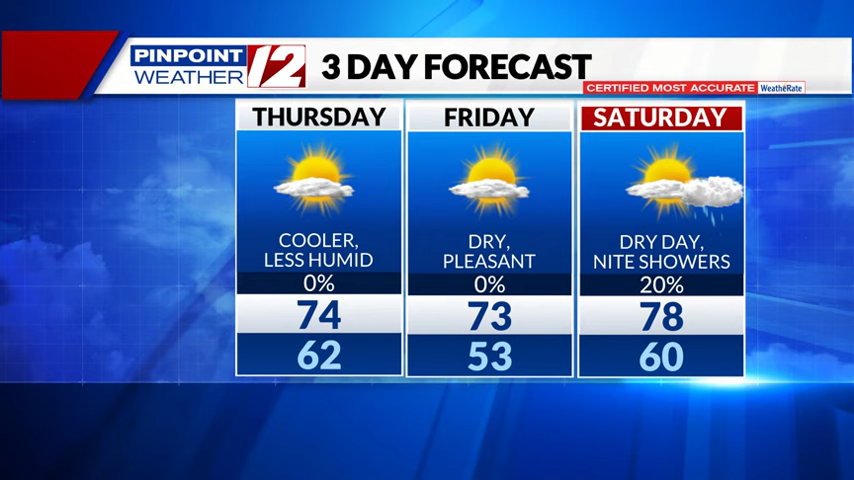 PINPOINT
WEATHER 12
3 DAY FORECAST
CERTIFIED MOST ACCURATE WeatheRate
THURSDAY
COOLER,
LESS HUMID
0%
74
62
FRIDAY
DRY,
PLEASANT
0%
73
53
SATURDAY
DRY DAY,
NITE SHOWERS
20%
78
60